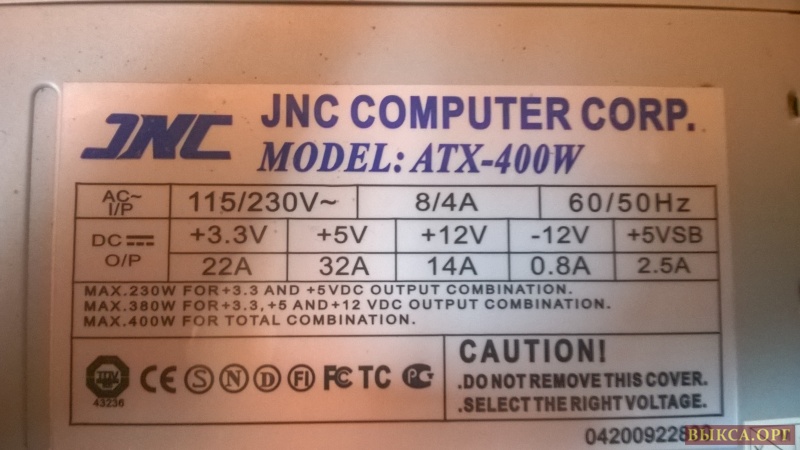 JNC JNC COMPUTER CORP.
MODEL: ATX-400W
AC~ I/P 115/230V~ 8/4A 60/50Hz
DC O/P +3.3V +5V +12V -12V +5VSB
22A 32A 14A 0.8A 2.5A
MAX.230W FOR+3.3 AND +5VDC OUTPUT COMBINATION.
MAX.380W FOR+3.3,+5 AND+12 VDC OUTPUT COMBINATION.
MAX.400W FOR TOTAL COMBINATION.
CAUTION!
.DO NOT REMOVE THIS COVER.
.SELECT THE RIGHT VOLTAGE.
TÜV CE S N D FI FC TC PC
43236
ВЫКСА.ОРГ